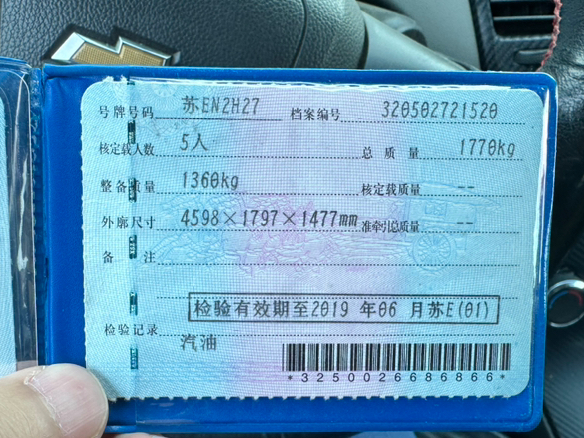 号牌号码 苏EN2H27 档案编号 320502721520
核定载人数 5人 总质量 1770kg
整备质量 1360kg 核定载质量 --
外廓尺寸 4598×1797×1477mm 准牵引总质量 --
备注
检验有效期至2019 年06 月苏E(01)
检验记录
汽油
*3250026686866*